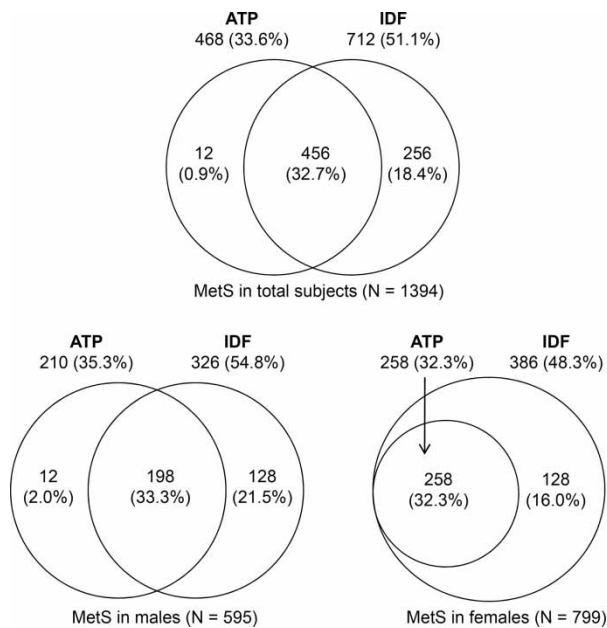 ATP IDF
468 (33.6%) 712 (51.1%)
12 456 256
(0.9%) (32.7%) (18.4%)
MetS in total subjects (N = 1394)
ATP IDF
210 (35.3%) 326 (54.8%)
12 198 128
(2.0%) (33.3%) (21.5%)
MetS in males (N = 595)
ATP IDF
258 (32.3%) 386 (48.3%)
258 128
(32.3%) (16.0%)
MetS in females (N = 799)